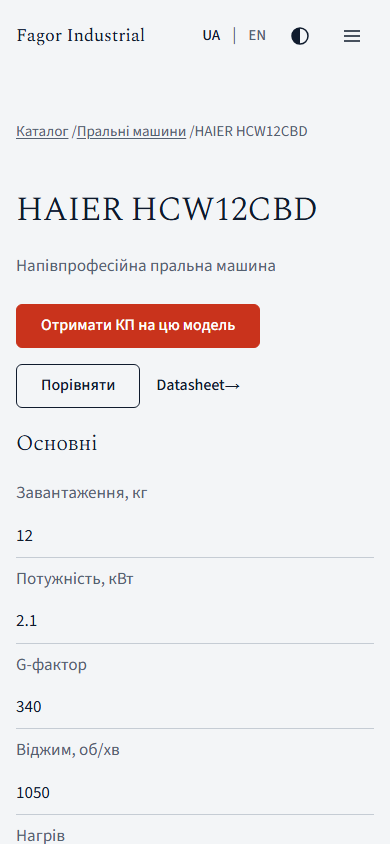 Fagor Industrial
UA | EN
Каталог /Пральні машини /HAIER HCW12CBD
HAIER HCW12CBD
Напівпрофесійна пральна машина
Отримати КП на цю модель
Порівняти Datasheet→
Основні
Завантаження, кг
12
Потужність, кВт
2.1
G-фактор
340
Віджим, об/хв
1050
Нагрів